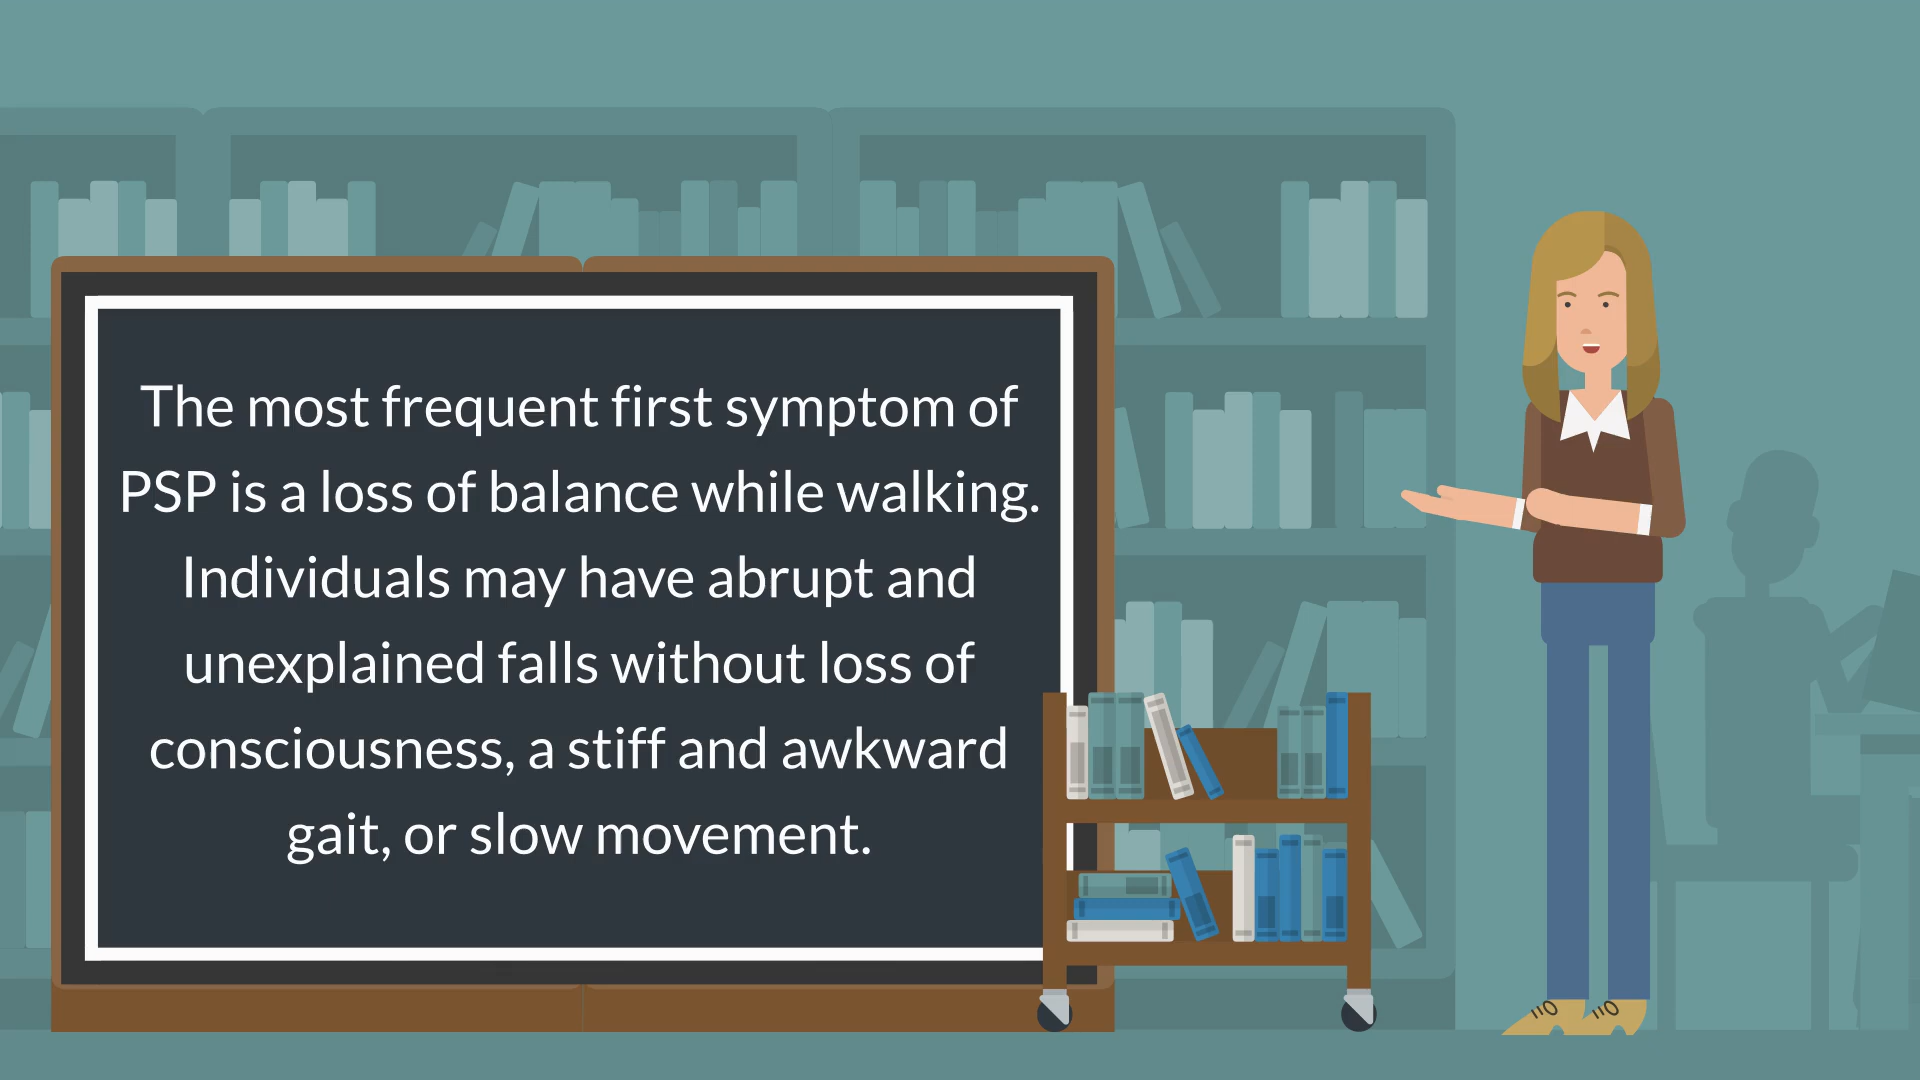 The most frequent first symptom of
PSP is a loss of balance while walking.
Individuals may have abrupt and
unexplained falls without loss of
consciousness, a stiff and awkward
gait, or slow movement.